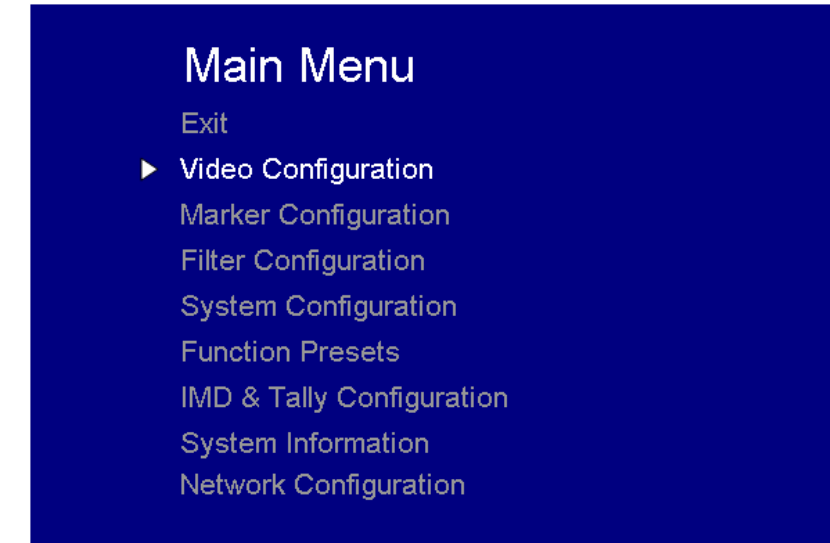 Main Menu
Exit
Video Configuration
Marker Configuration
Filter Configuration
System Configuration
Function Presets
IMD & Tally Configuration
System Information
Network Configuration